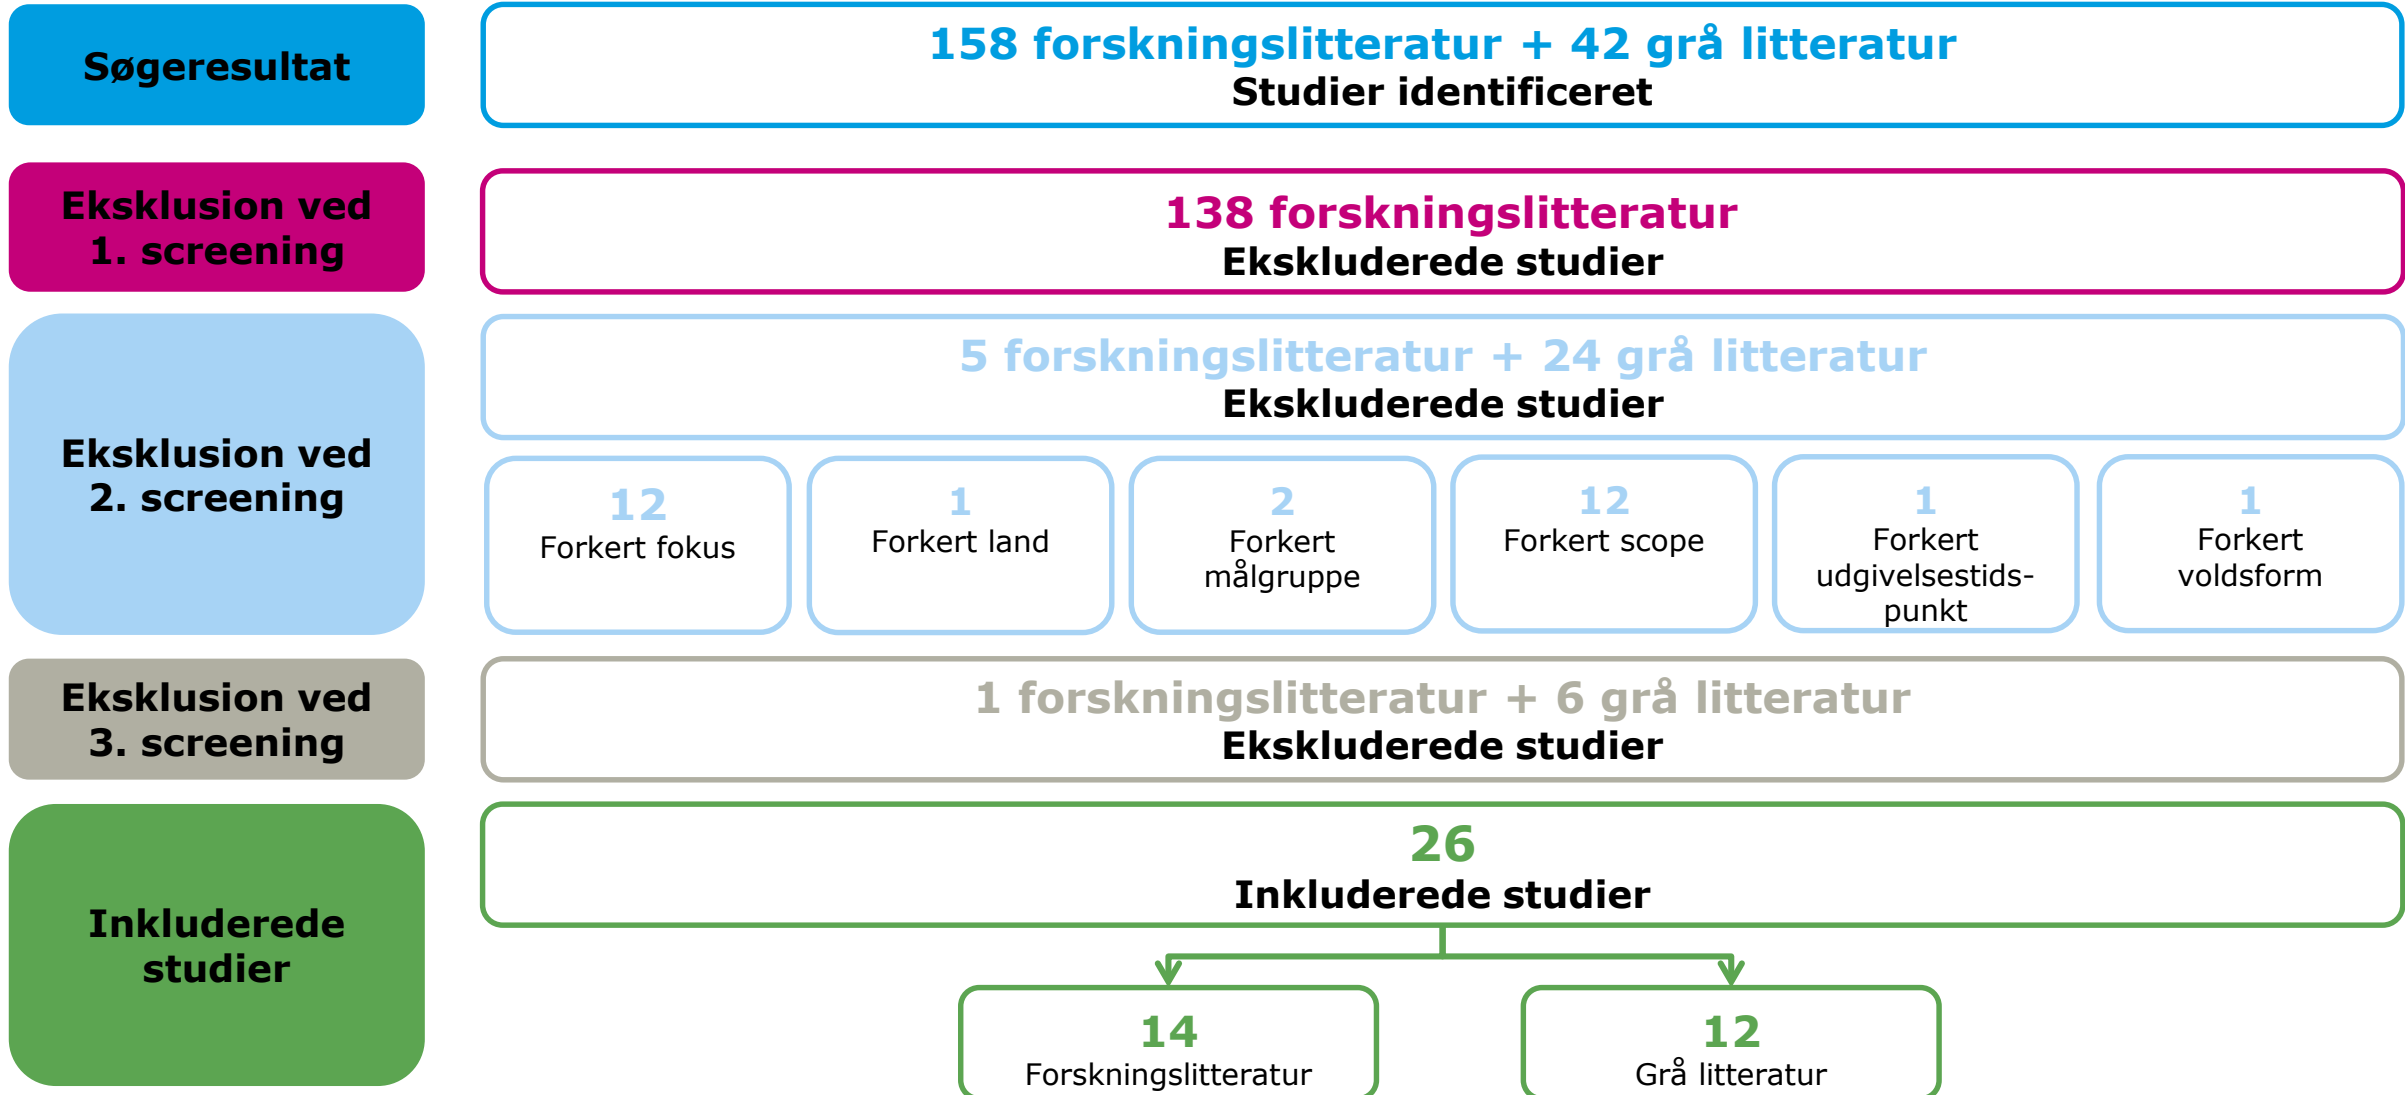 Søgeresultat
158 forskningslitteratur + 42 grå litteratur
Studier identificeret
Eksklusion ved
1. screening
138 forskningslitteratur
Ekskluderede studier
Eksklusion ved
2. screening
5 forskningslitteratur + 24 grå litteratur
Ekskluderede studier
12
Forkert fokus
1
Forkert land
2
Forkert
målgruppe
12
Forkert scope
1
Forkert
udgivelsestids-
punkt
1
Forkert
voldsform
Eksklusion ved
3. screening
1 forskningslitteratur + 6 grå litteratur
Ekskluderede studier
Inkluderede
studier
26
Inkluderede studier
14
Forskningslitteratur
12
Grå litteratur